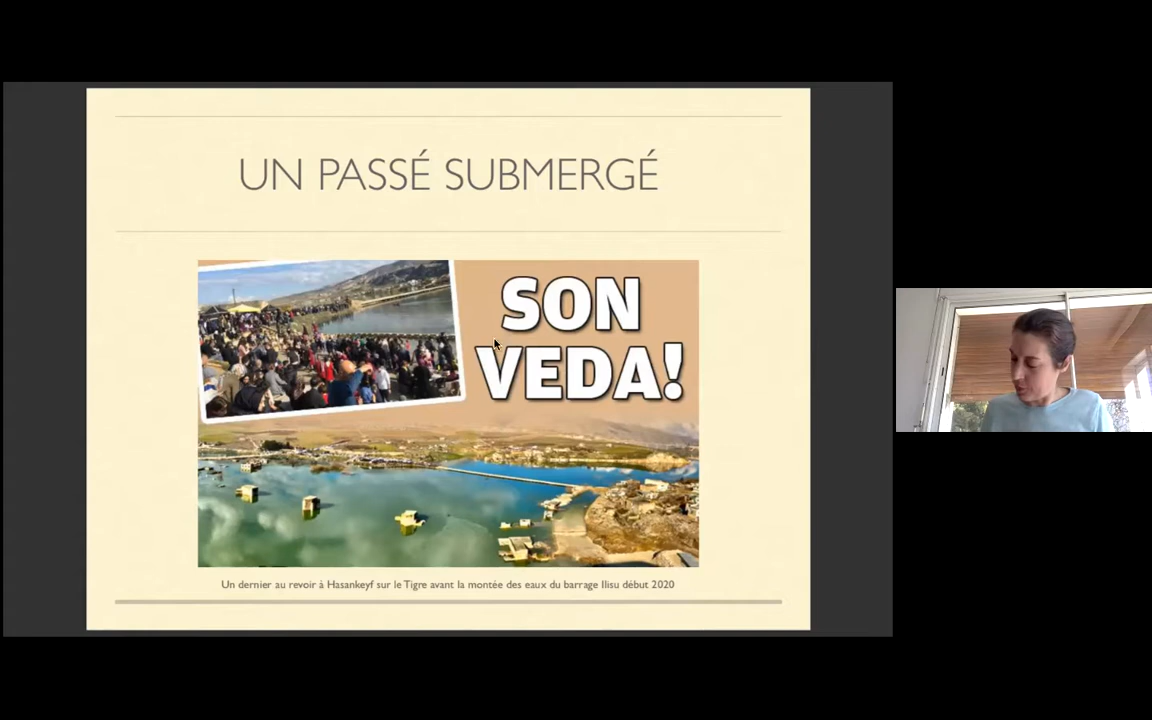 UN PASSÉ SUBMERGÉ
SON
VEDA!
Un dernier au revoir à Hasankeyf sur le Tigre avant la montée des eaux du barrage Ilisu début 2020